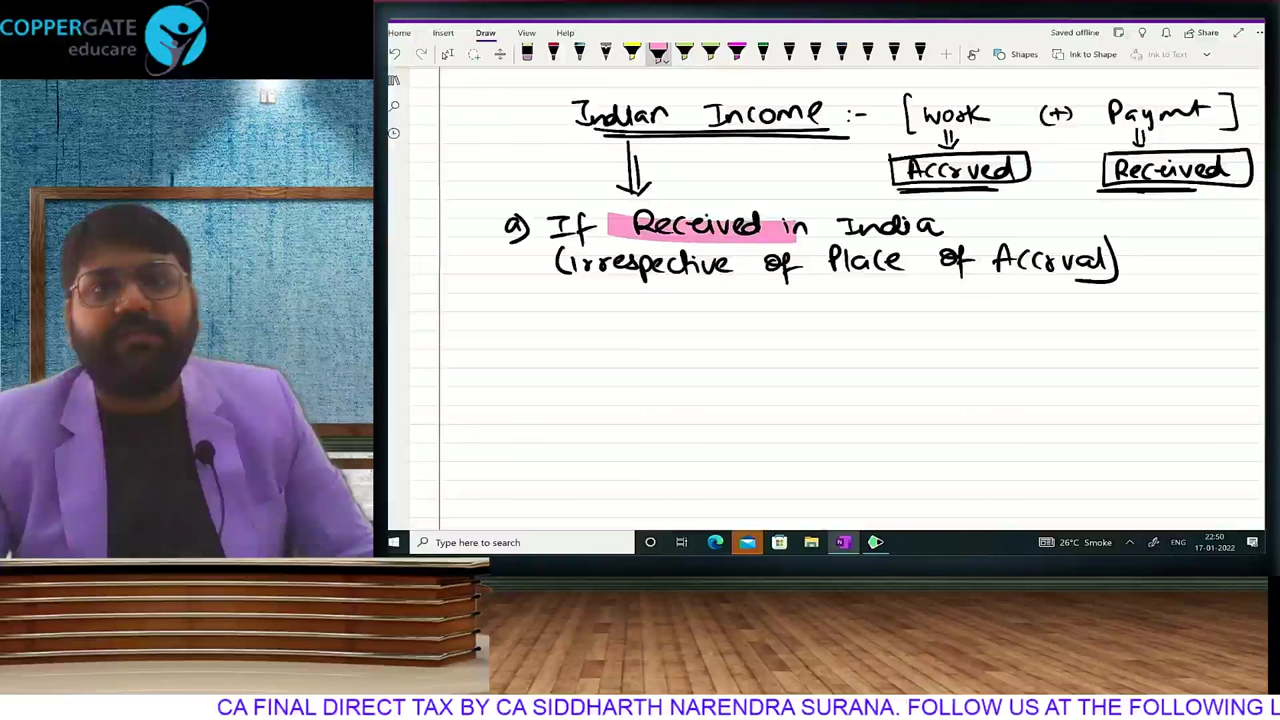 COPPERGATE
educare
Home Insert Draw View Help
Saved offline
Share
Shapes
Ink to Shape
Ink to Text
Indian Income :- [work (+) Paymt]
Accrued Received
a) If Received in India
(irrespective of Place of Accrual)
Type here to search
26°C Smoke
ENG
22:50
17-01-2022
CA FINAL DIRECT TAX BY CA SIDDHARTH NARENDRA SURANA. FOLLOW US AT THE FOLLOWING L